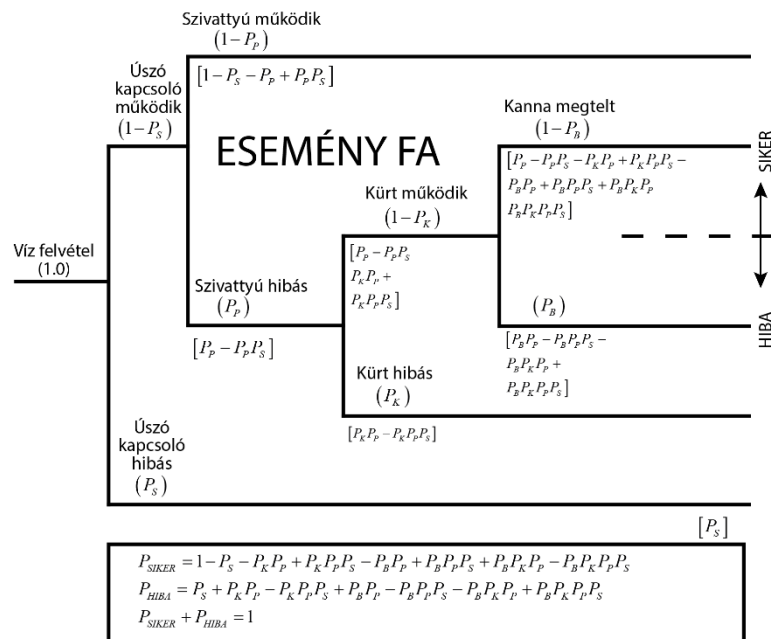 Szivattyú működik
(1−P_P)
[1−P_S−P_P+P_P P_S]
Úszó
kapcsoló
működik
(1−P_S)
ESEMÉNY FA
Kanna megtelt
(1−P_B)
[P_P−P_P P_S−P_K P_P+P_K P_P P_S−
P_B P_P+P_B P_P P_S+P_B P_K P_P
P_B P_K P_P P_S]
SIKER
Kürt működik
(1−P_K)
Víz felvétel
(1.0)
[P_P−P_P P_S
P_K P_P+
P_K P_P P_S]
Szivattyú hibás
(P_P)
[P_P−P_P P_S]
(P_B)
[P_B P_P−P_B P_P P_S−
P_B P_K P_P+
P_B P_K P_P P_S]
HIBA
Kürt hibás
(P_K)
[P_K P_P−P_K P_P P_S]
Úszó
kapcsoló
hibás
(P_S)
[P_S]
P_SIKER=1−P_S−P_K P_P+P_K P_P P_S−P_B P_P+P_B P_P P_S+P_B P_K P_P−P_B P_K P_P P_S
P_HIBA=P_S+P_K P_P−P_K P_P P_S+P_B P_P−P_B P_P P_S−P_B P_K P_P+P_B P_K P_P P_S
P_SIKER+P_HIBA=1